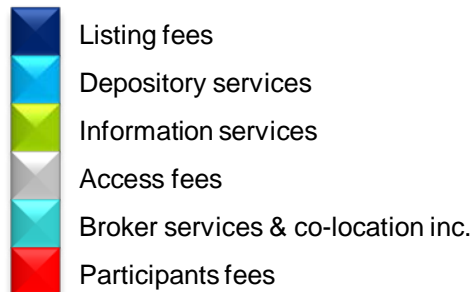 Listing fees
Depository services
Information services
Access fees
Broker services & co-location inc.
Participants fees